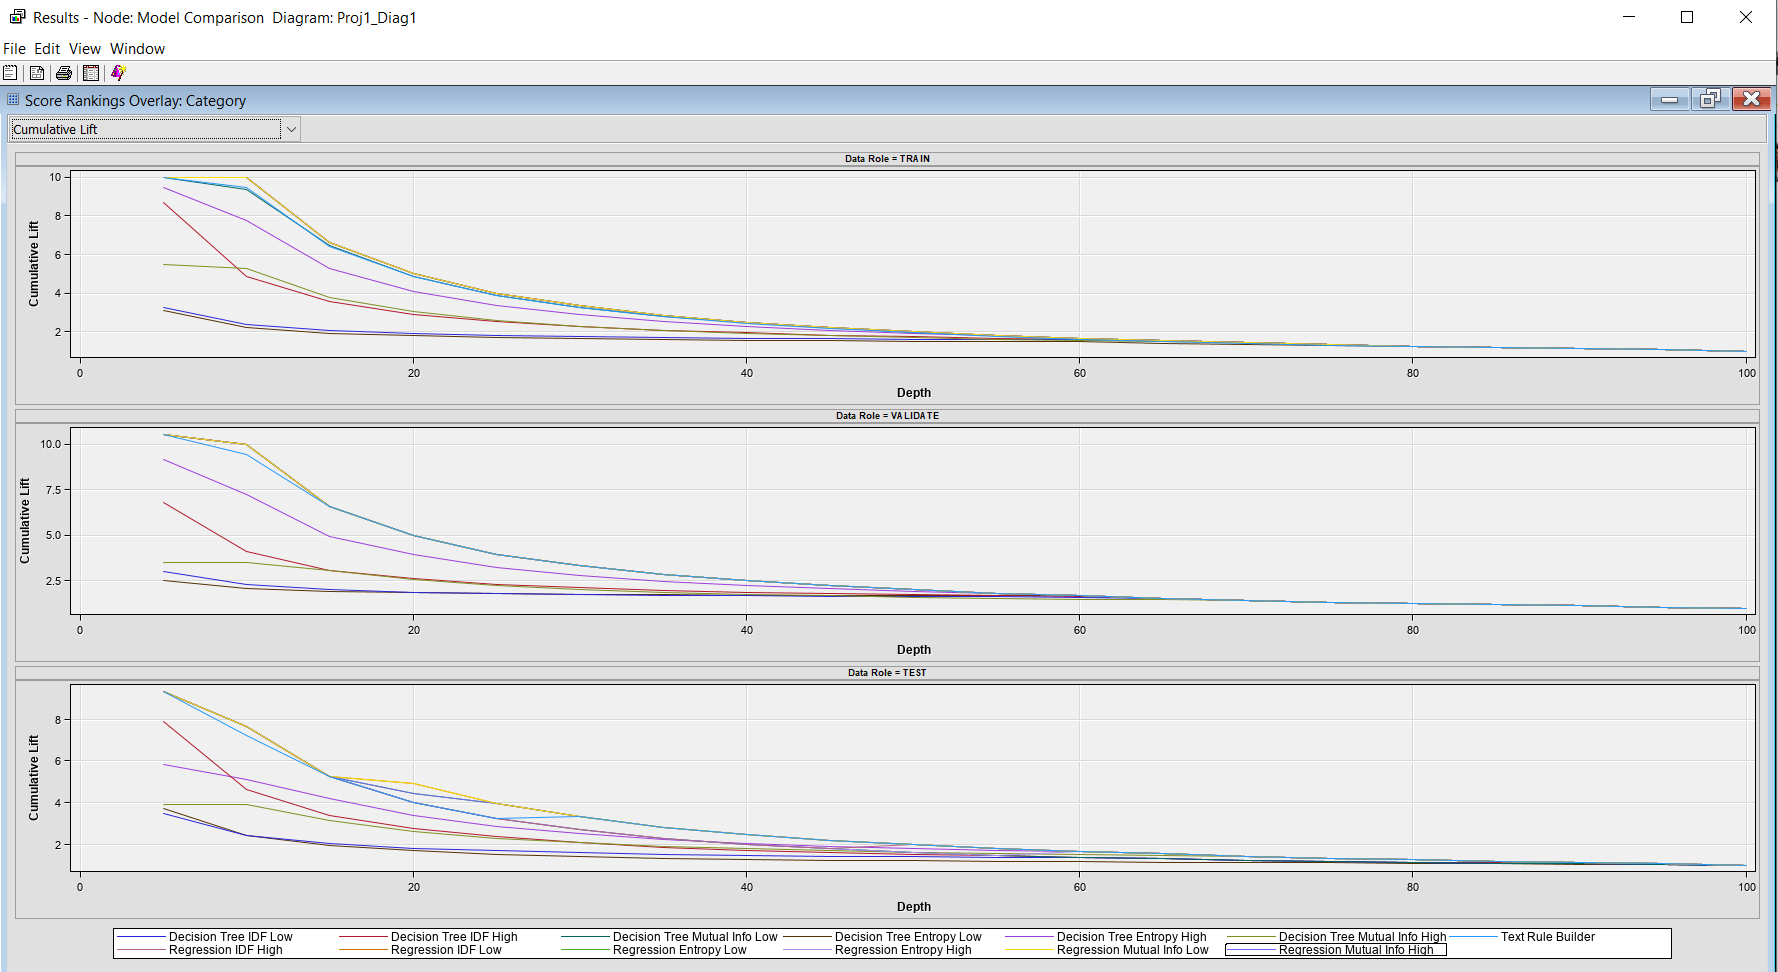 Results - Node: Model Comparison  Diagram: Proj1_Diag1
File  Edit  View  Window
Score Rankings Overlay: Category
Cumulative Lift
Data Role = TRAIN
Cumulative Lift
10
8
6
4
2
0  20  40  60  80  100
Depth
Data Role = VALIDATE
Cumulative Lift
10.0
7.5
5.0
2.5
0  20  40  60  80  100
Depth
Data Role = TEST
Cumulative Lift
8
6
4
2
0  20  40  60  80  100
Depth
Decision Tree IDF Low  Decision Tree IDF High  Decision Tree Mutual Info Low  Decision Tree Entropy Low  Decision Tree Entropy High  Decision Tree Mutual Info High  Text Rule Builder
Regression IDF High  Regression IDF Low  Regression Entropy Low  Regression Entropy High  Regression Mutual Info Low  Regression Mutual Info High